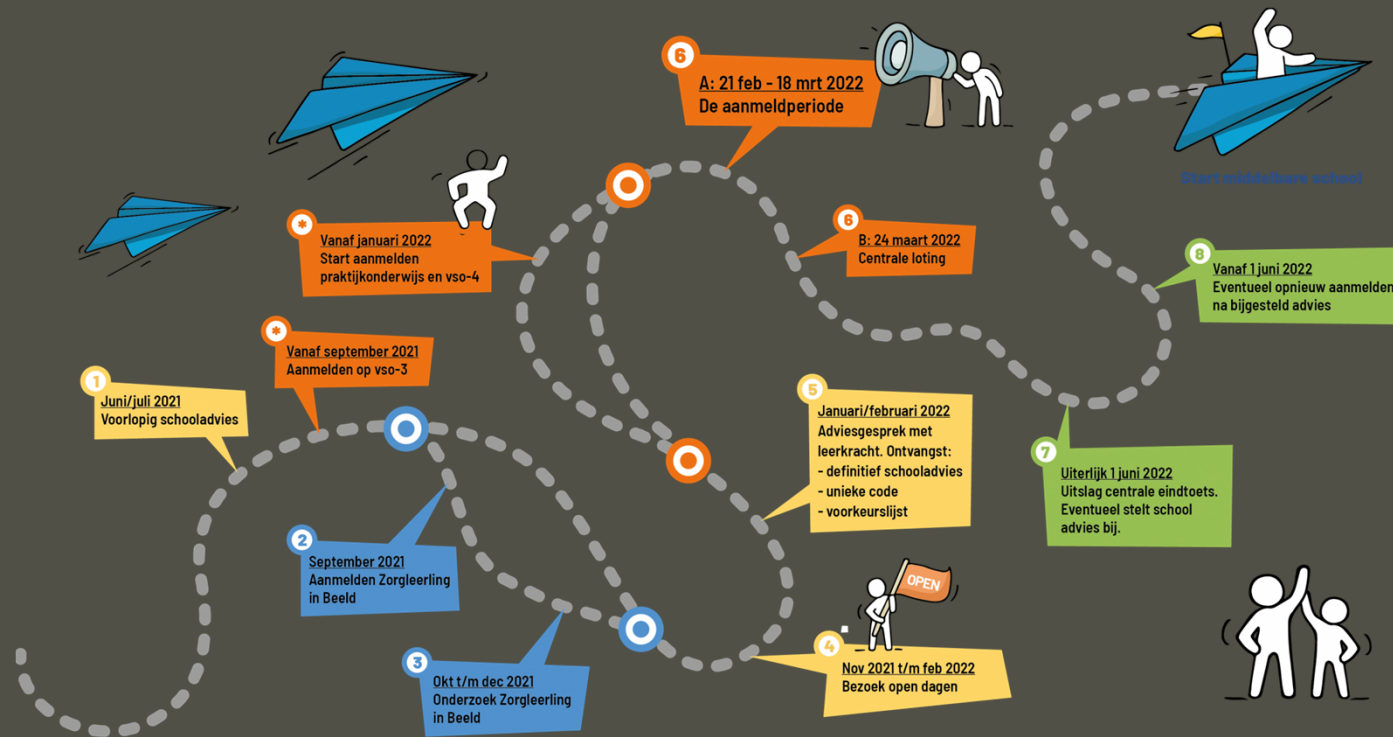 1
Juni/juli 2021
Voorlopig schooladvies
*
Vanaf september 2021
Aanmelden op vso-3
2
September 2021
Aanmelden Zorgleerling
in Beeld
3
Okt t/m dec 2021
Onderzoek Zorgleerling
in Beeld
4
Nov 2021 t/m feb 2022
Bezoek open dagen
OPEN
5
Januari/februari 2022
Adviesgesprek met
leerkracht. Ontvangst:
- definitief schooladvies
- unieke code
- voorkeurslijst
*
Vanaf januari 2022
Start aanmelden
praktijkonderwijs en vso-4
6
A: 21 feb - 18 mrt 2022
De aanmeldperiode
6
B: 24 maart 2022
Centrale loting
7
Uiterlijk 1 juni 2022
Uitslag centrale eindtoets.
Eventueel stelt school
advies bij.
8
Vanaf 1 juni 2022
Eventueel opnieuw aanmelden
na bijgesteld advies
Start middelbare school